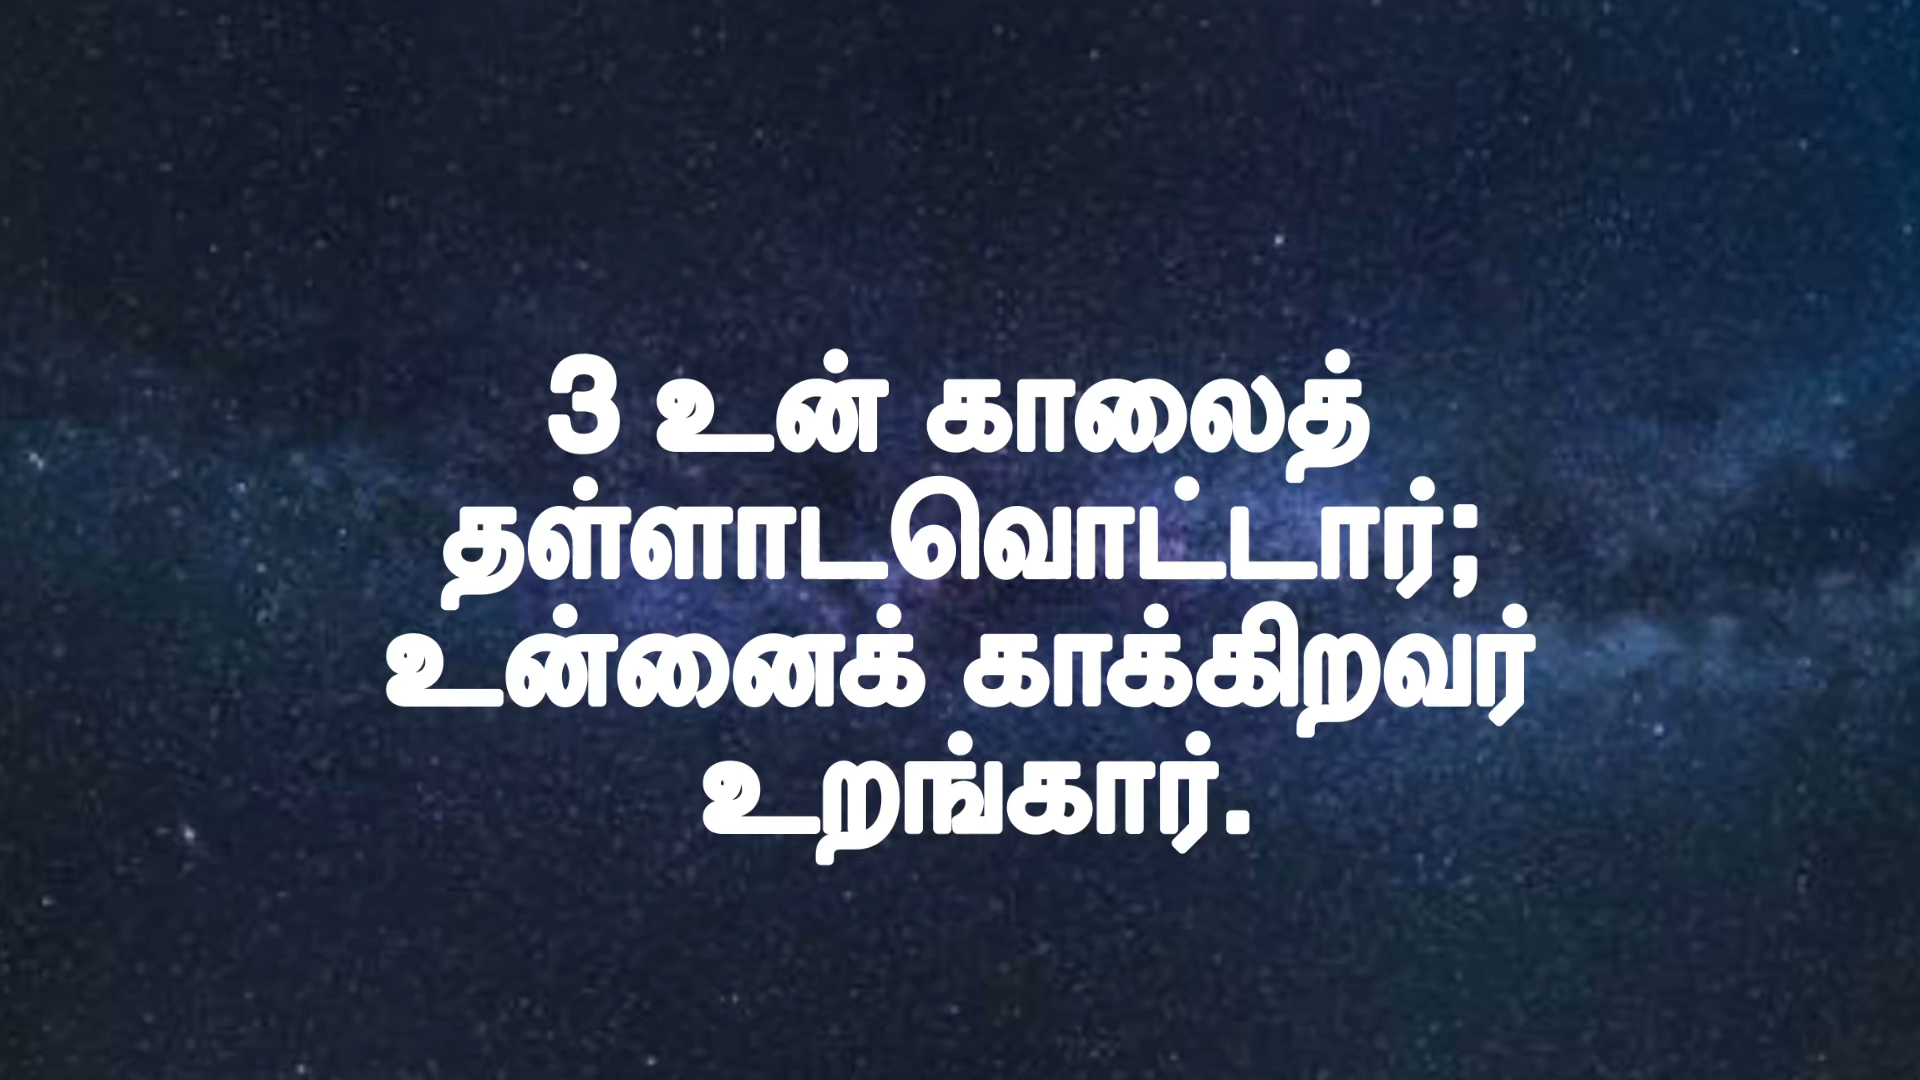 3 உன் காலைத்
தள்ளாடவொட்டார்;
உன்னைக் காக்கிறவர்
உறங்கார்.